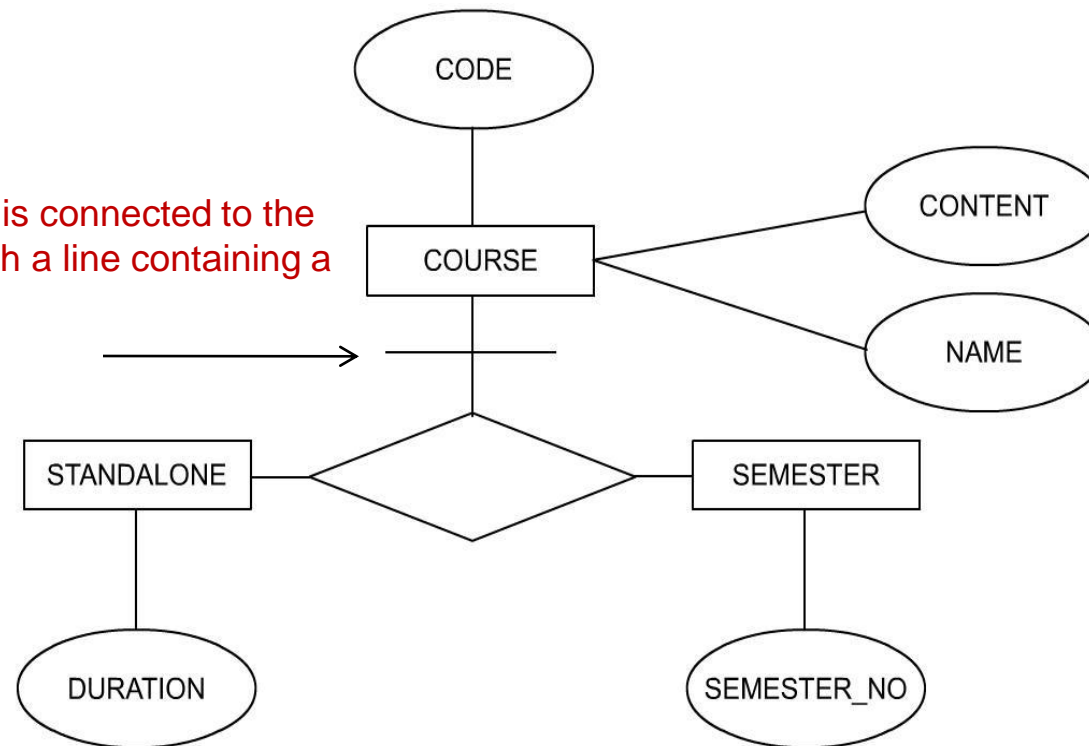 CODE
is connected to the
h a line containing a
COURSE
CONTENT
NAME
STANDALONE
SEMESTER
DURATION
SEMESTER_NO